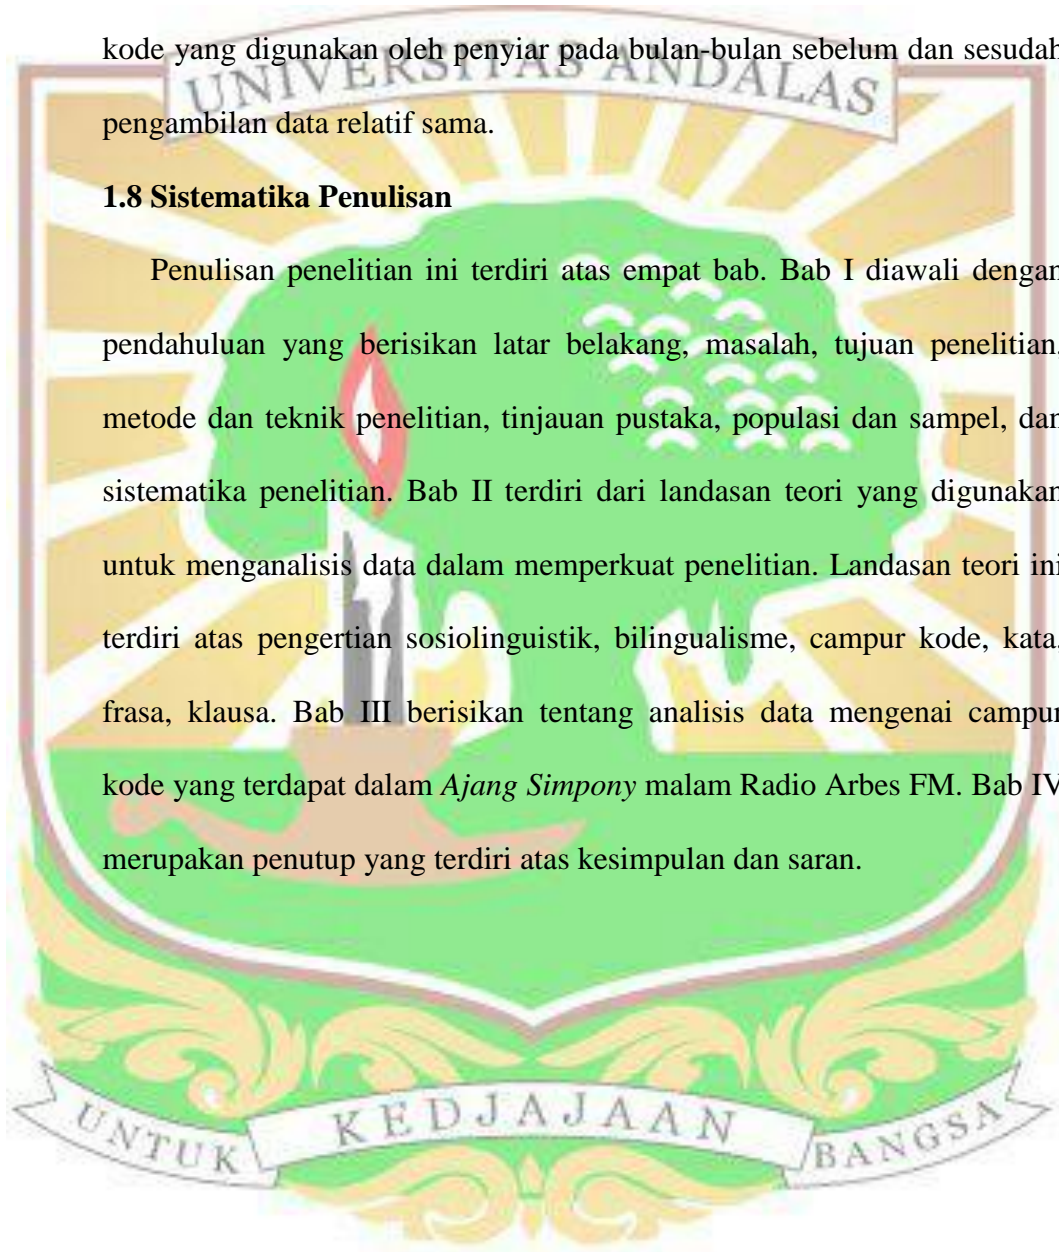 kode yang digunakan oleh penyiar pada bulan-bulan sebelum dan sesudah
UNIVERSITAS ANDALAS
pengambilan data relatif sama.
1.8 Sistematika Penulisan
Penulisan penelitian ini terdiri atas empat bab. Bab I diawali dengan
pendahuluan yang berisikan latar belakang, masalah, tujuan penelitian,
metode dan teknik penelitian, tinjauan pustaka, populasi dan sampel, dan
sistematika penelitian. Bab II terdiri dari landasan teori yang digunakan
untuk menganalisis data dalam memperkuat penelitian. Landasan teori ini
terdiri atas pengertian sosiolinguistik, bilingualisme, campur kode, kata,
frasa, klausa. Bab III berisikan tentang analisis data mengenai campur
kode yang terdapat dalam Ajang Simpony malam Radio Arbes FM. Bab IV
merupakan penutup yang terdiri atas kesimpulan dan saran.
UNTUK KEDJAJAAN BANGSA